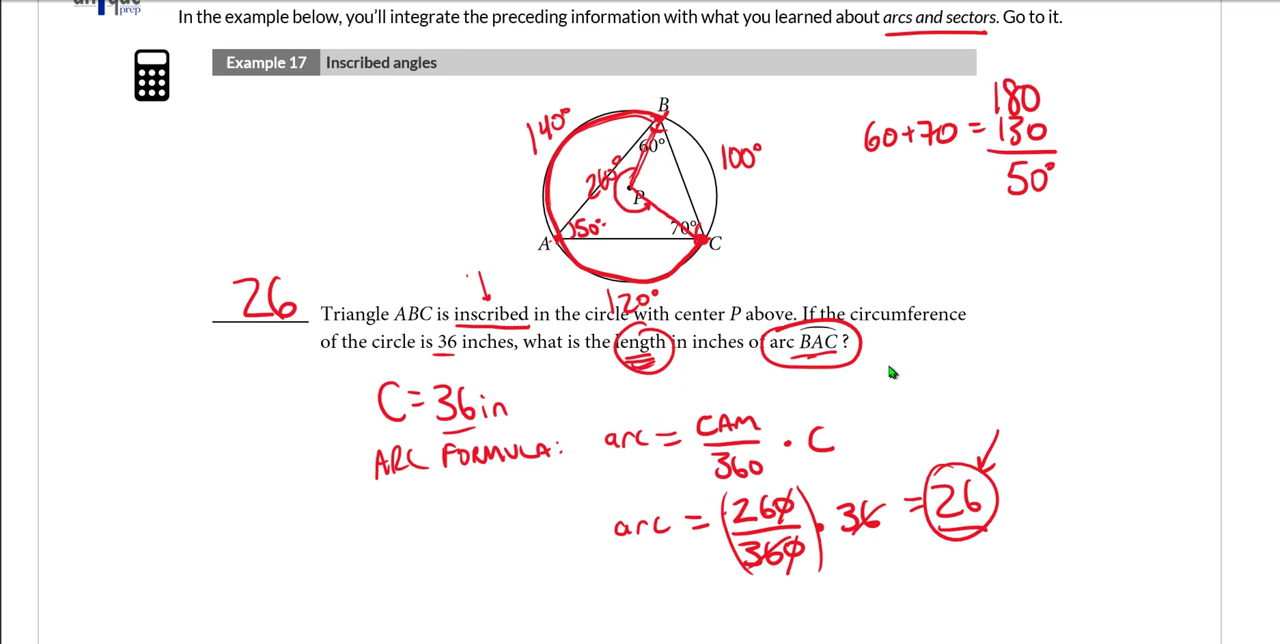 prep
In the example below, you'll integrate the preceding information with what you learned about arcs and sectors. Go to it.
Example 17 Inscribed angles
180
60+70 = 130
50°
B
140°
60°
100°
260°
P
50°
70°
A
C
120°
26
Triangle ABC is inscribed in the circle with center P above. If the circumference
of the circle is 36 inches, what is the length in inches of arc BAC?
C = 36in
ARC FORMULA: arc = CAM/360 · C
arc = (260/360) · 36 = 26